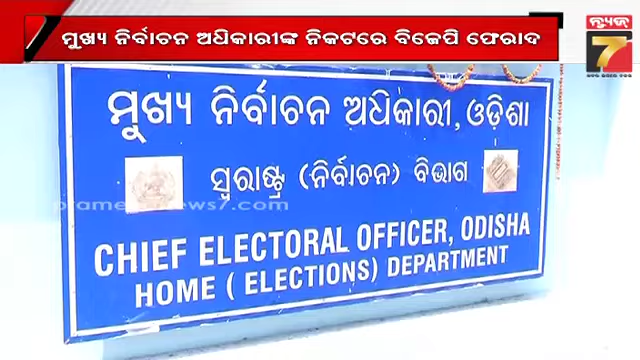 ମୁଖ୍ୟ ନିର୍ବାଚନ ଅଧିକାରୀଙ୍କ ନିକଟରେ ବିଜେପି ଫେରାଦ
ନ୍ୟୁଜ୍
7
ମୁଖ୍ୟ ନିର୍ବାଚନ ଅଧିକାରୀ, ଓଡ଼ିଶା
ସ୍ୱରାଷ୍ଟ୍ର (ନିର୍ବାଚନ) ବିଭାଗ
CHIEF ELECTORAL OFFICER, ODISHA
HOME ( ELECTIONS) DEPARTMENT